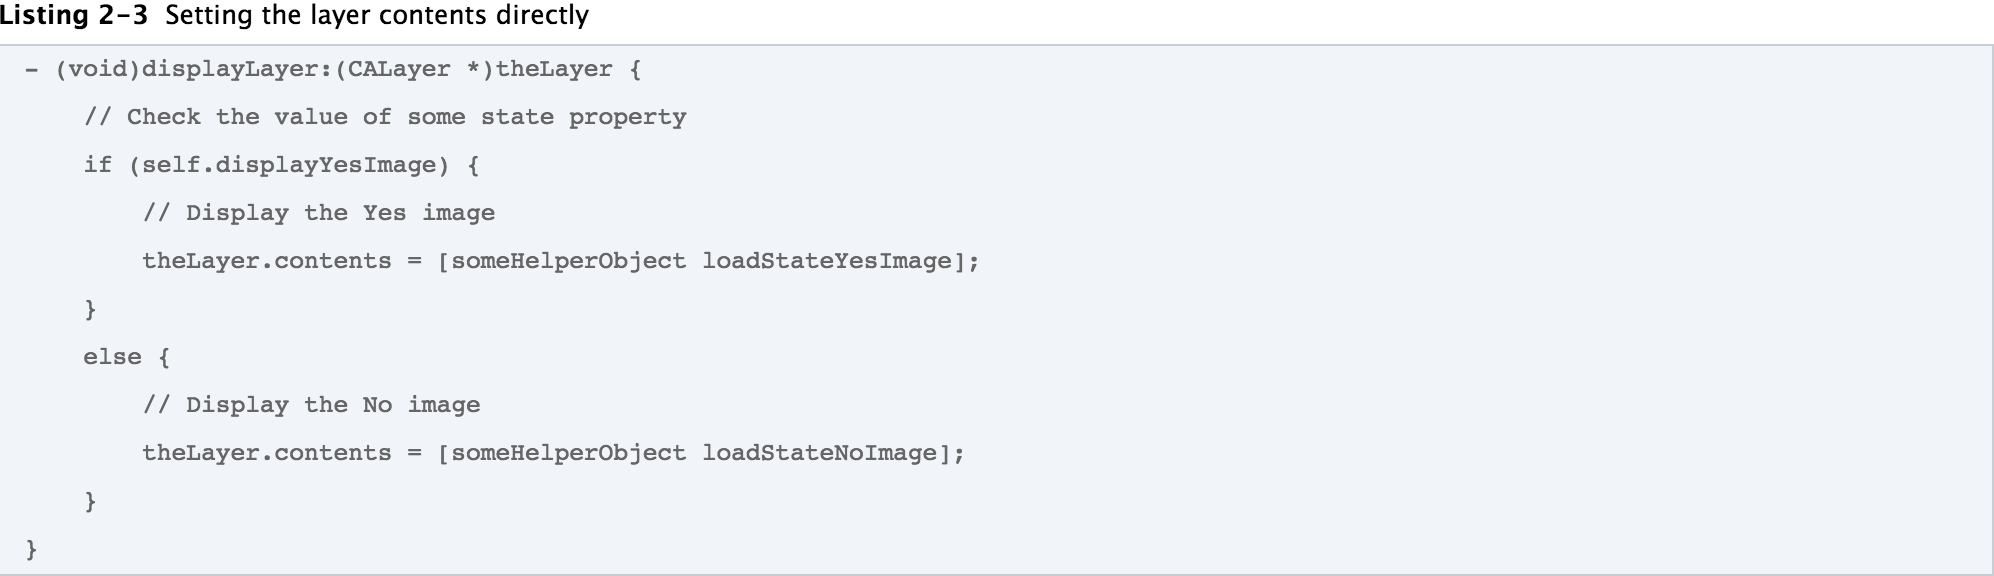 Listing 2-3 Setting the layer contents directly
- (void)displayLayer:(CALayer *)theLayer {
    // Check the value of some state property
    if (self.displayYesImage) {
        // Display the Yes image
        theLayer.contents = [someHelperObject loadStateYesImage];
    }
    else {
        // Display the No image
        theLayer.contents = [someHelperObject loadStateNoImage];
    }
}